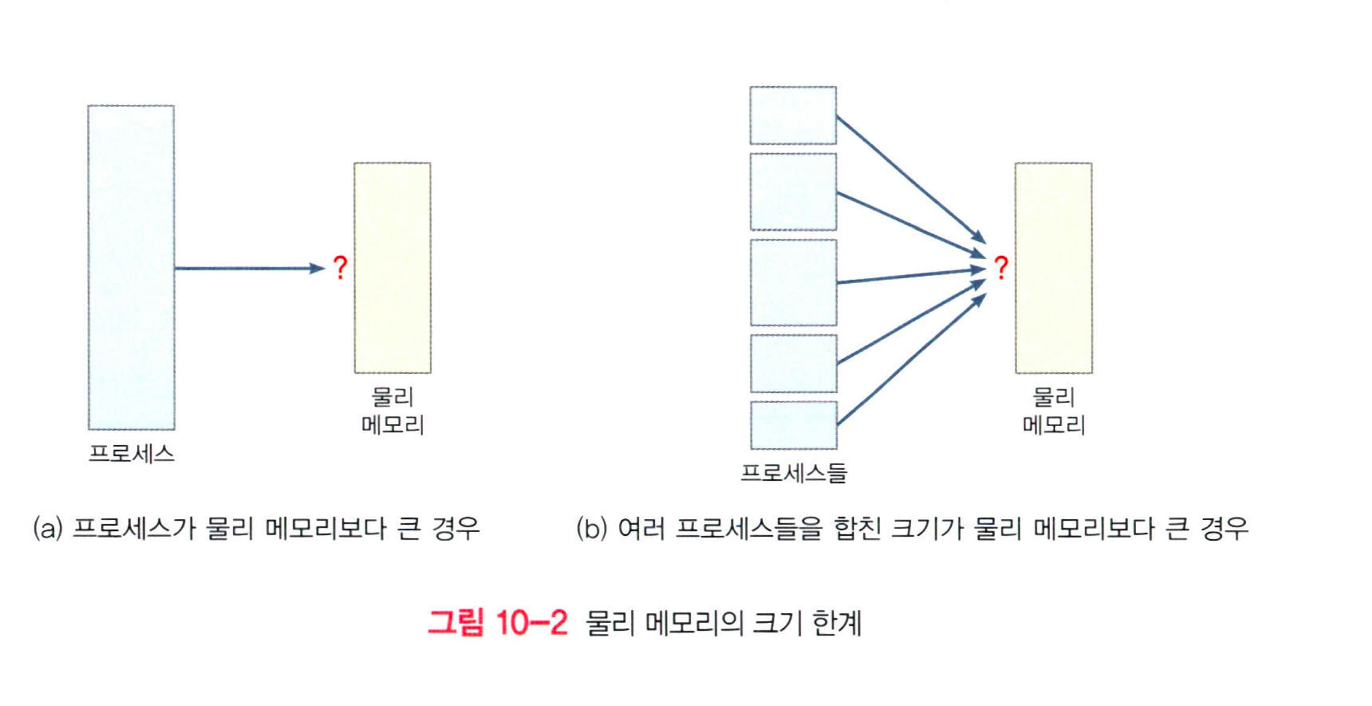 ?
물리
메모리
프로세스
?
물리
메모리
프로세스들
(a) 프로세스가 물리 메모리보다 큰 경우
(b) 여러 프로세스들을 합친 크기가 물리 메모리보다 큰 경우
그림 10-2 물리 메모리의 크기 한계